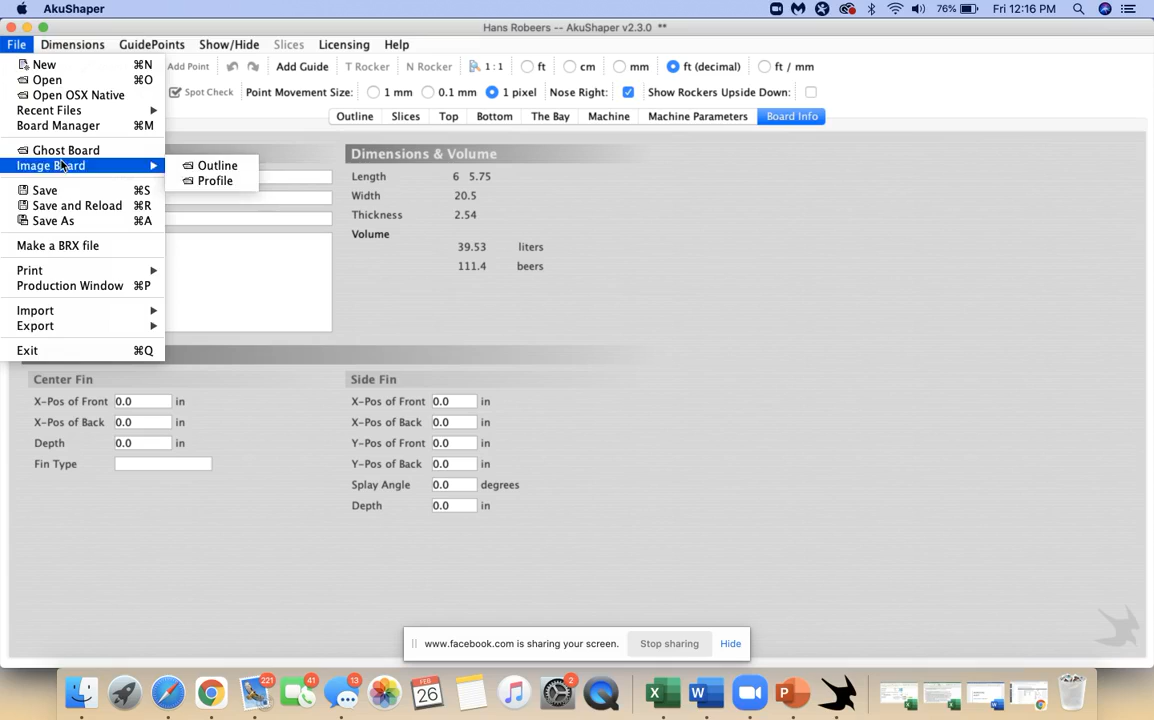 AkuShaper
76%
Fri 12:16 PM
Hans Robeers -- AkuShaper v2.3.0 **
File Dimensions GuidePoints Show/Hide Slices Licensing Help
Add Point Add Guide T Rocker N Rocker 1 : 1 ft cm mm ft (decimal) ft / mm
Spot Check Point Movement Size: 1 mm 0.1 mm 1 pixel Nose Right: Show Rockers Upside Down:
Outline Slices Top Bottom The Bay Machine Machine Parameters Board Info
New ⌘N
Open ⌘O
Open OSX Native
Recent Files
Board Manager ⌘M
Ghost Board
Image Board
Save ⌘S
Save and Reload ⌘R
Save As ⌘A
Make a BRX file
Print
Production Window ⌘P
Import
Export
Exit ⌘Q
Outline
Profile
Dimensions & Volume
Length 6 5.75
Width 20.5
Thickness 2.54
Volume
39.53 liters
111.4 beers
Center Fin
X-Pos of Front 0.0 in
X-Pos of Back 0.0 in
Depth 0.0 in
Fin Type
Side Fin
X-Pos of Front 0.0 in
X-Pos of Back 0.0 in
Y-Pos of Front 0.0 in
Y-Pos of Back 0.0 in
Splay Angle 0.0 degrees
Depth 0.0 in
www.facebook.com is sharing your screen. Stop sharing Hide
221
41
13
FEB
26
2